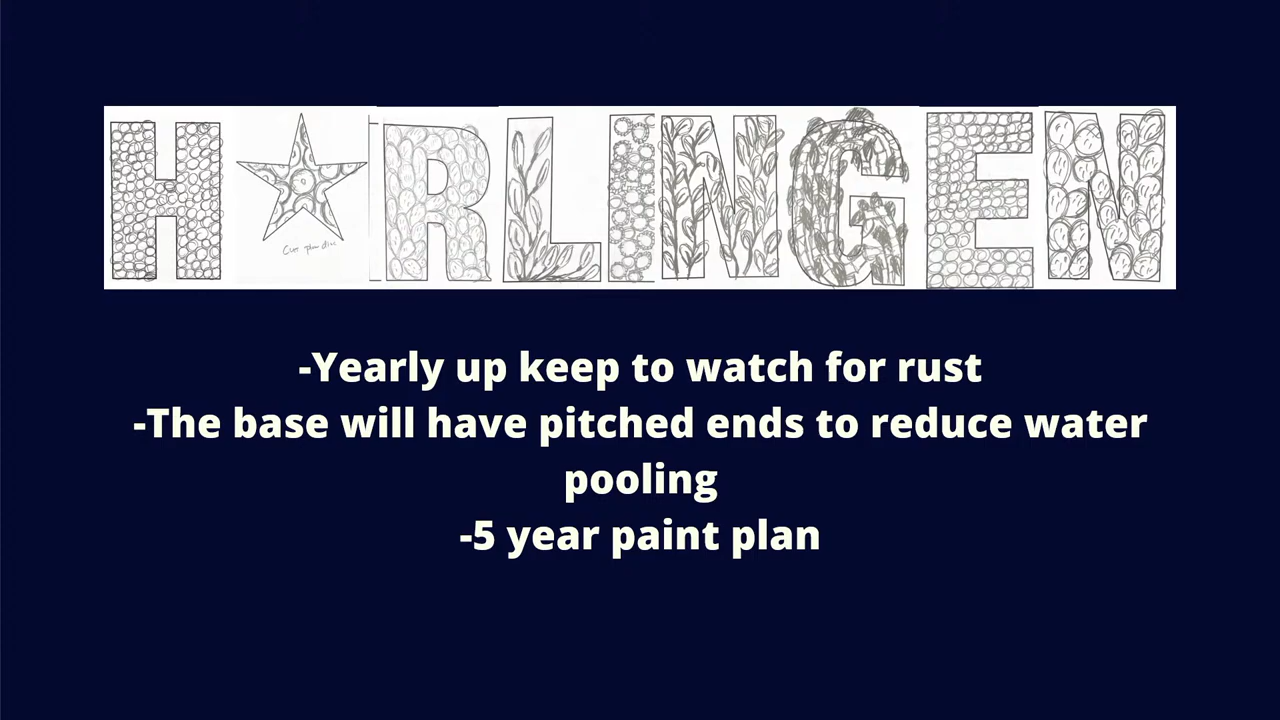 H★RLINGEN
-Yearly up keep to watch for rust
-The base will have pitched ends to reduce water
pooling
-5 year paint plan